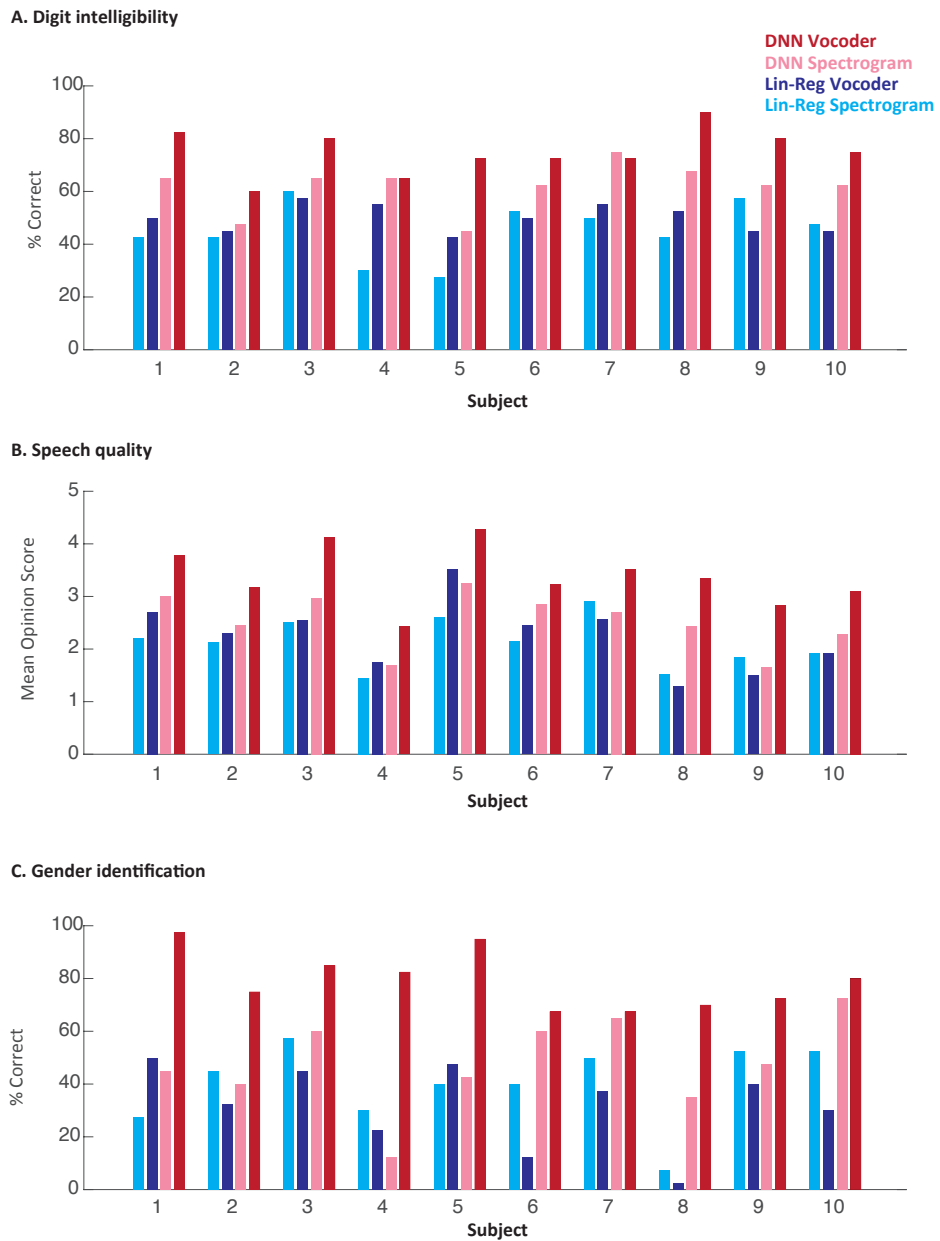 A. Digit intelligibility
DNN Vocoder
DNN Spectrogram
Lin-Reg Vocoder
Lin-Reg Spectrogram
100
80
60
40
20
0
% Correct
1 2 3 4 5 6 7 8 9 10
Subject
B. Speech quality
5
4
3
2
1
0
Mean Opinion Score
1 2 3 4 5 6 7 8 9 10
Subject
C. Gender identification
100
80
60
40
20
0
% Correct
1 2 3 4 5 6 7 8 9 10
Subject